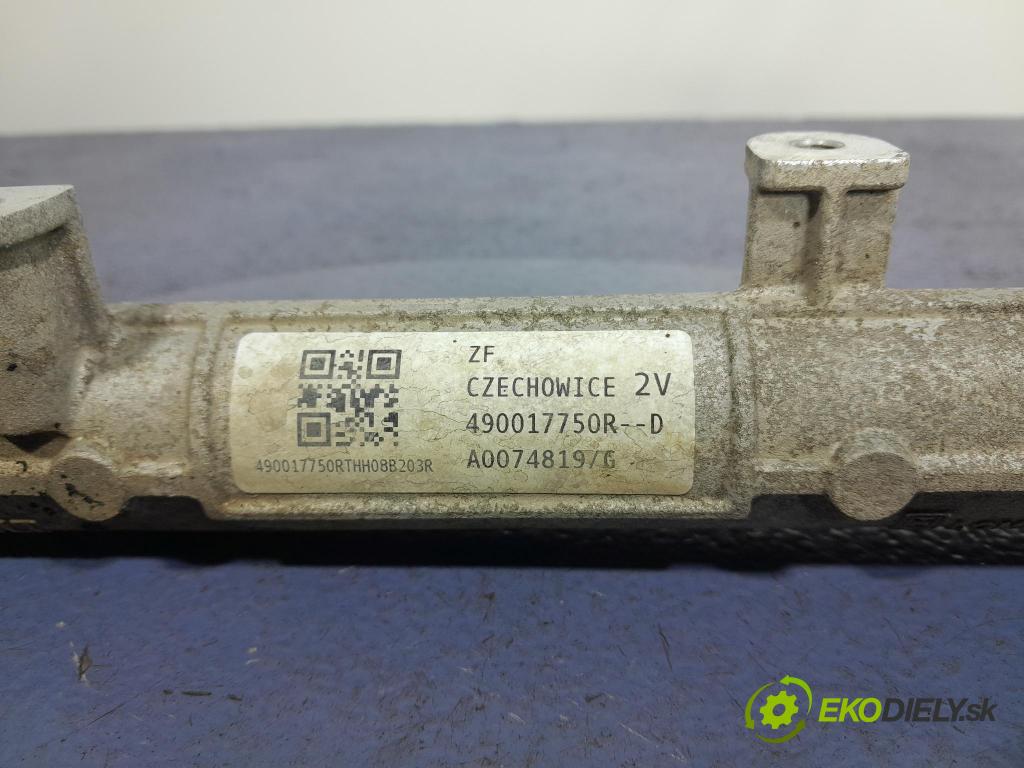 ZF
CZECHOWICE 2V
490017750R--D
A0074819/G
490017750RTHH08B203R
EKODIELY.sk